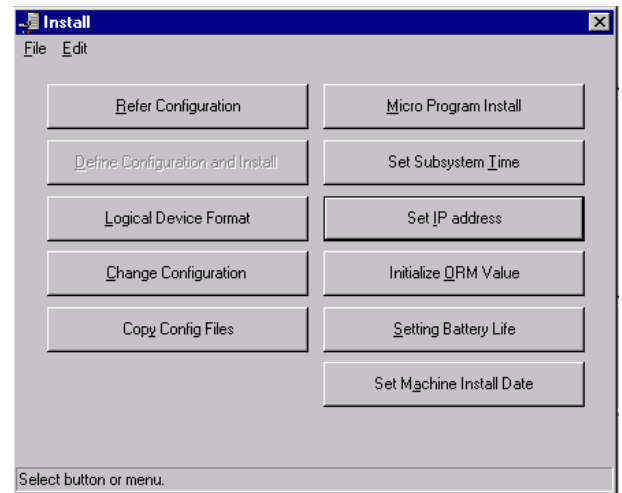 Install
File Edit
Refer Configuration
Micro Program Install
Define Configuration and Install
Set Subsystem Time
Logical Device Format
Set IP address
Change Configuration
Initialize ORM Value
Copy Config Files
Setting Battery Life
Set Machine Install Date
Select button or menu.